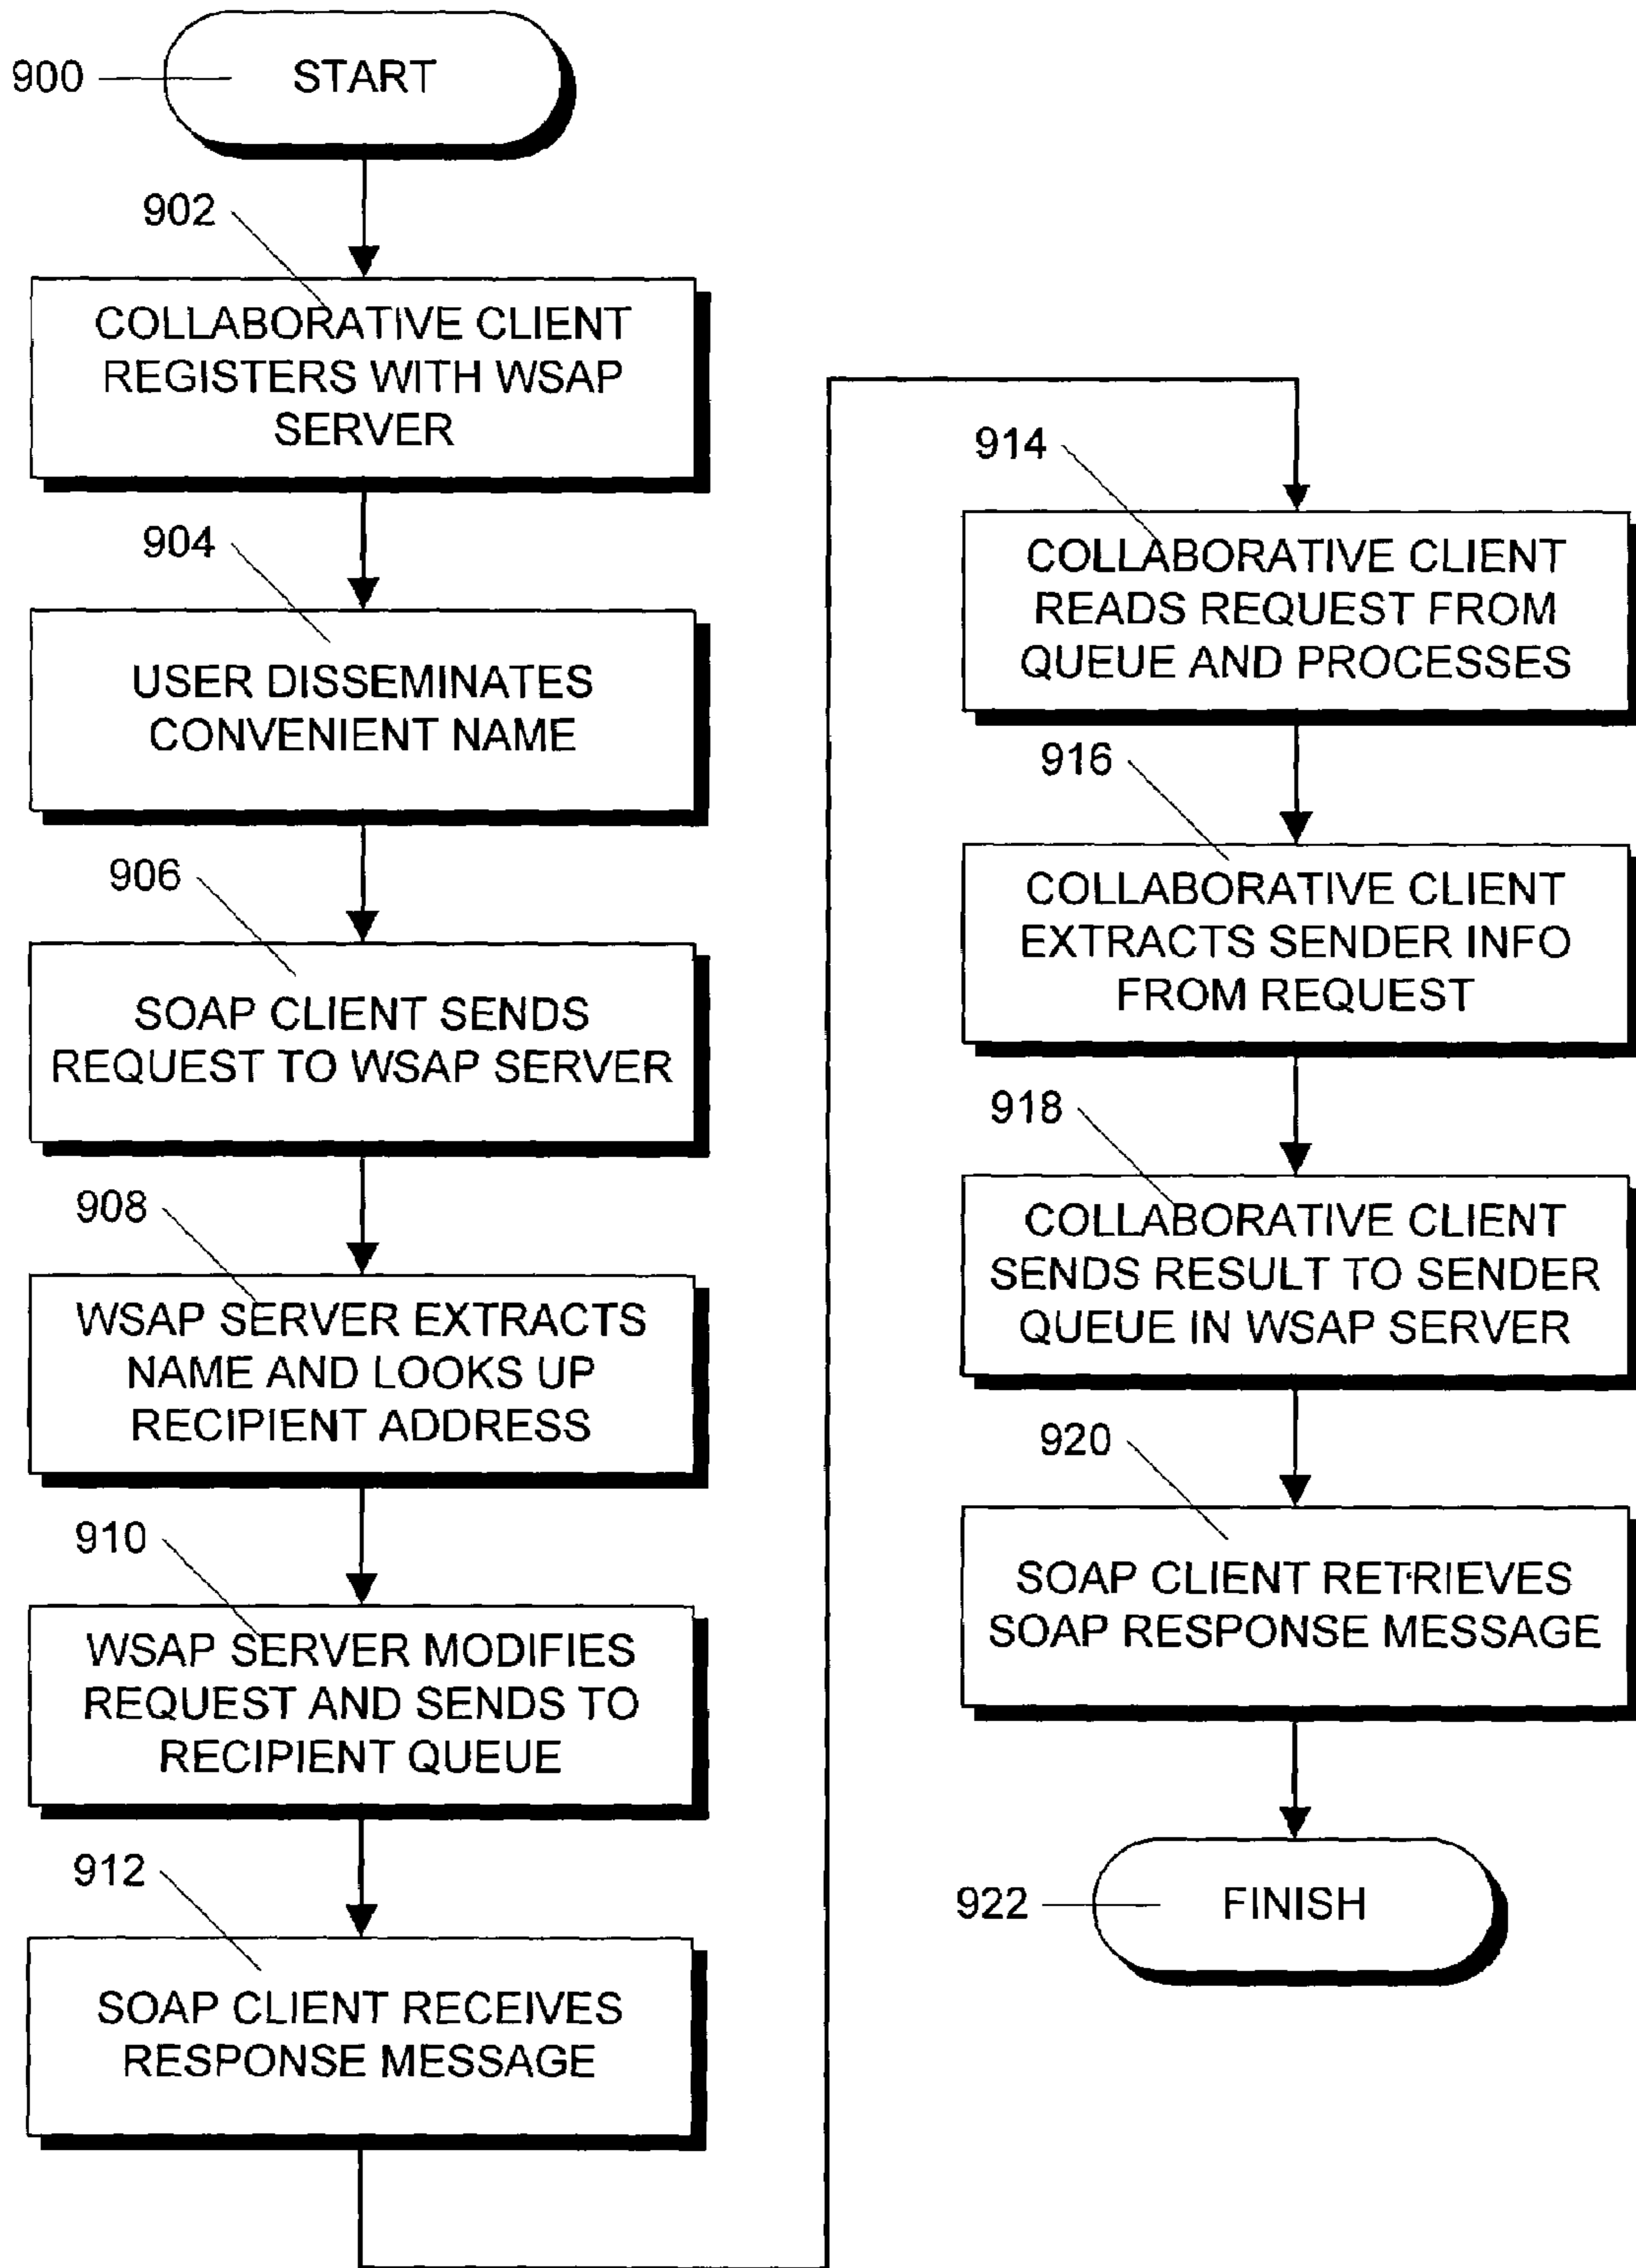 900
START
902
COLLABORATIVE CLIENT
REGISTERS WITH WSAP
SERVER
904
USER DISSEMINATES
CONVENIENT NAME
906
SOAP CLIENT SENDS
REQUEST TO WSAP SERVER
908
WSAP SERVER EXTRACTS
NAME AND LOOKS UP
RECIPIENT ADDRESS
910
WSAP SERVER MODIFIES
REQUEST AND SENDS TO
RECIPIENT QUEUE
912
SOAP CLIENT RECEIVES
RESPONSE MESSAGE
914
COLLABORATIVE CLIENT
READS REQUEST FROM
QUEUE AND PROCESSES
916
COLLABORATIVE CLIENT
EXTRACTS SENDER INFO
FROM REQUEST
918
COLLABORATIVE CLIENT
SENDS RESULT TO SENDER
QUEUE IN WSAP SERVER
920
SOAP CLIENT RETRIEVES
SOAP RESPONSE MESSAGE
922
FINISH